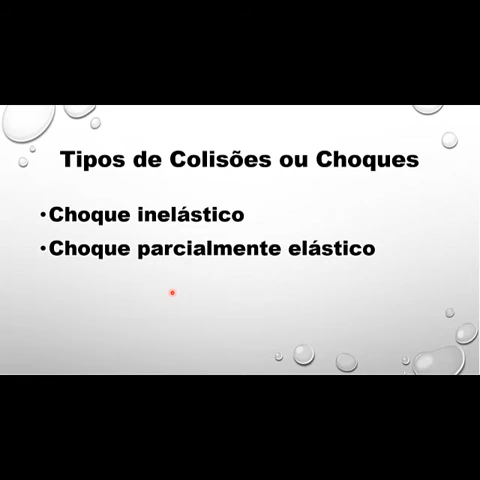 Tipos de Colisões ou Choques
•Choque inelástico
•Choque parcialmente elástico